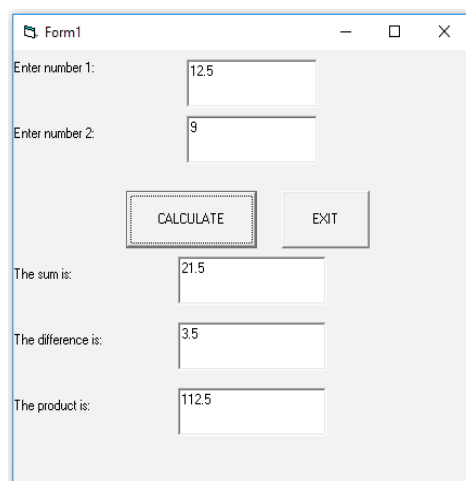 Form1
Enter number 1: 12.5
Enter number 2: 9
CALCULATE EXIT
The sum is: 21.5
The difference is: 3.5
The product is: 112.5